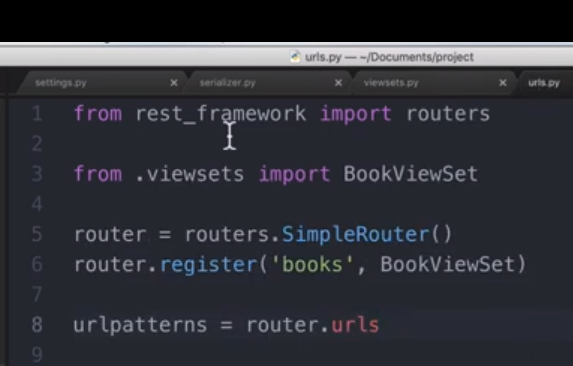 urls.py — ~/Documents/project
settings.py × serializer.py × viewsets.py × urls.py
1 from rest_framework import routers
2
3 from .viewsets import BookViewSet
4
5 router = routers.SimpleRouter()
6 router.register('books', BookViewSet)
7
8 urlpatterns = router.urls
9